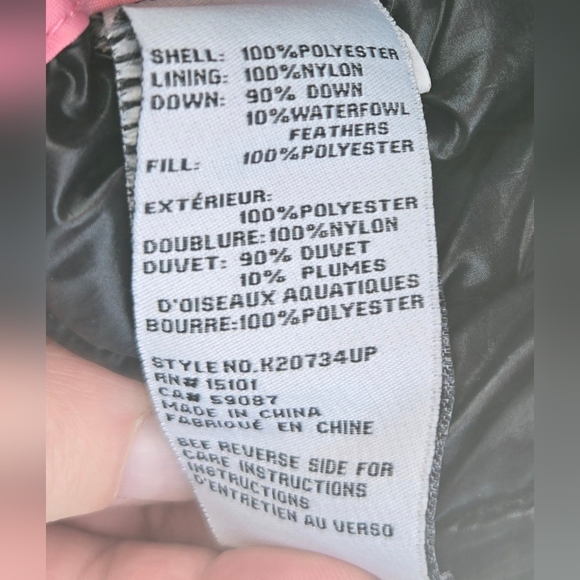 SHELL: 100%POLYESTER
LINING: 100%NYLON
DOWN: 90% DOWN
10%WATERFOWL
FEATHERS
FILL: 100%POLYESTER
EXTÉRIEUR:
100%POLYESTER
DOUBLURE:100%NYLON
DUVET: 90% DUVET
10% PLUMES
D'OISEAUX AQUATIQUES
BOURRE:100%POLYESTER
STYLE NO.K20734UP
RN# 15101
CA# 59087
MADE IN CHINA
FABRIQUÉ EN CHINE
SEE REVERSE SIDE FOR
CARE INSTRUCTIONS
INSTRUCTIONS
D'ENTRETIEN AU VERSO